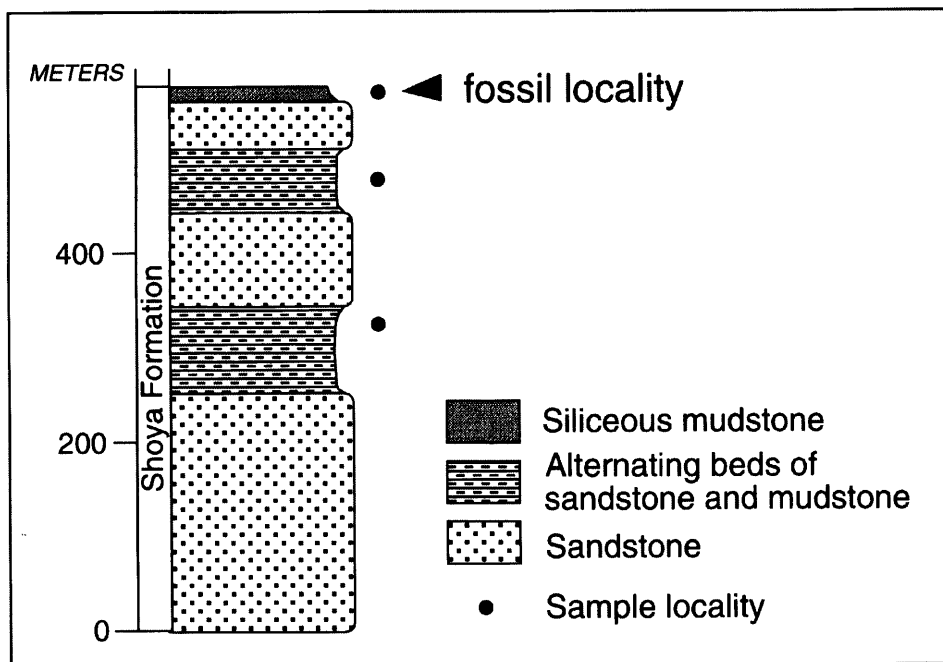 METERS
fossil locality
400
200
0
Shoya Formation
Siliceous mudstone
Alternating beds of
sandstone and mudstone
Sandstone
Sample locality